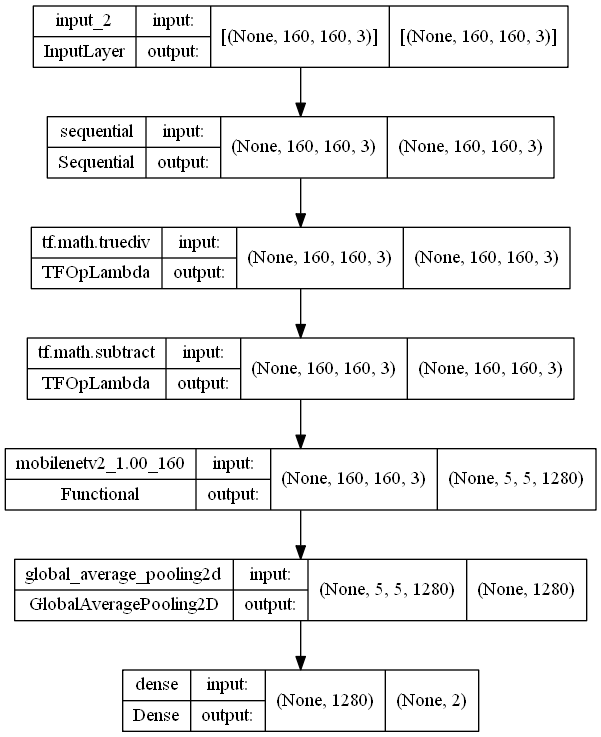 input_2 input: [(None, 160, 160, 3)] [(None, 160, 160, 3)]
InputLayer output:
sequential input: (None, 160, 160, 3) (None, 160, 160, 3)
Sequential output:
tf.math.truediv input: (None, 160, 160, 3) (None, 160, 160, 3)
TFOpLambda output:
tf.math.subtract input: (None, 160, 160, 3) (None, 160, 160, 3)
TFOpLambda output:
mobilenetv2_1.00_160 input: (None, 160, 160, 3) (None, 5, 5, 1280)
Functional output:
global_average_pooling2d input: (None, 5, 5, 1280) (None, 1280)
GlobalAveragePooling2D output:
dense input: (None, 1280) (None, 2)
Dense output: